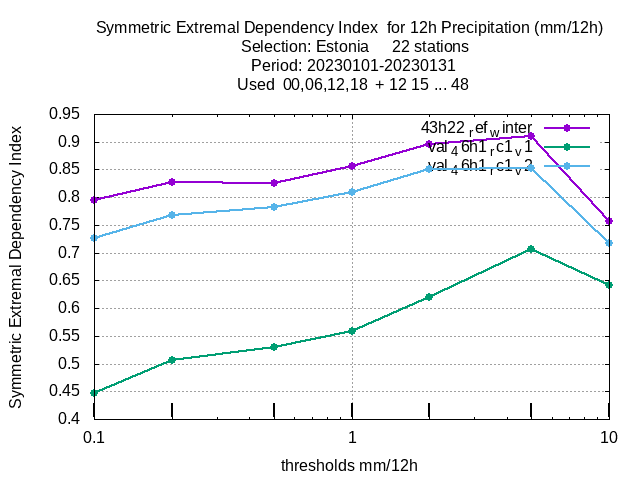 Symmetric Extremal Dependency Index  for 12h Precipitation (mm/12h)
Selection: Estonia     22 stations
Period: 20230101-20230131
Used  00,06,12,18  + 12 15 ... 48
Symmetric Extremal Dependency Index
0.95
0.9
0.85
0.8
0.75
0.7
0.65
0.6
0.55
0.5
0.45
0.4
43h22_ref_winter
val_46h1_rc1_v1
val_46h1_rc1_v2
0.1
1
10
thresholds mm/12h